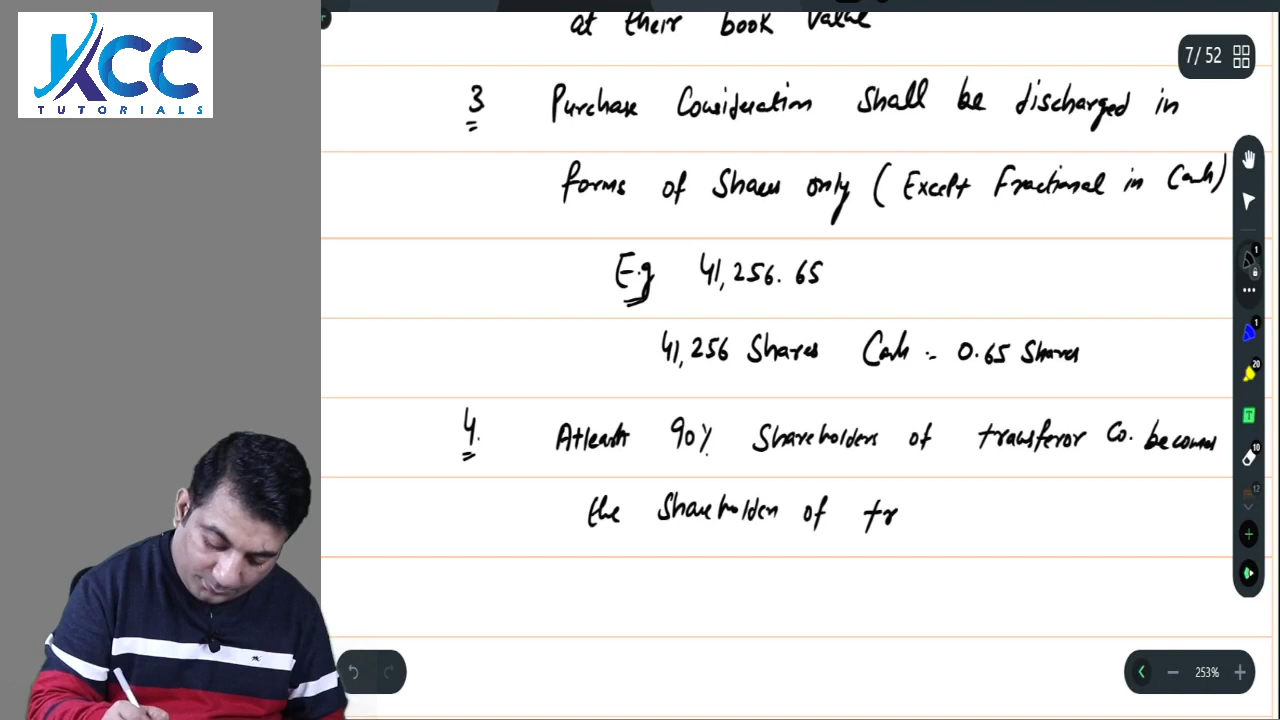 KCC
TUTORIALS
at their book value
7/ 52
3 Purchase Consideration shall be discharged in
forms of Shares only (Except Fractional in Cash)
E.g 41,256.65
41,256 Shares Cash :- 0.65 Shares
4. Atleast 90% Shareholders of transferor Co. becomes
the Shareholder of tr
253%